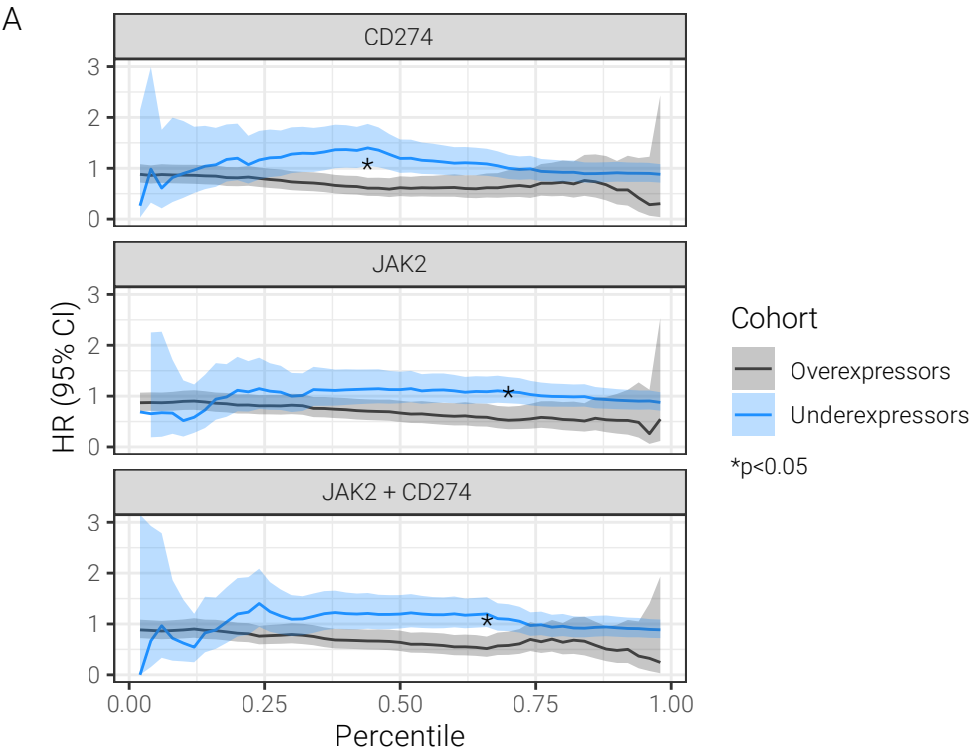 A
CD274
3
2
1
*
0
JAK2
3
2
1
*
0
JAK2 + CD274
3
2
1
*
0
0.00 0.25 0.50 0.75 1.00
Percentile
HR (95% CI)
Cohort
Overexpressors
Underexpressors
*p<0.05